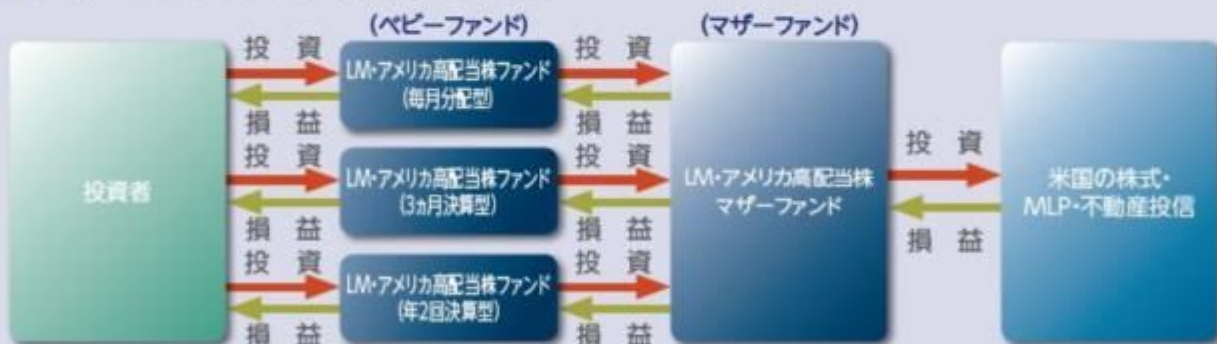 (ベビーファンド)
(マザーファンド)
投資者
投 資
損 益
LM・アメリカ高配当株ファンド
(毎月分配型)
投 資
損 益
投 資
損 益
LM・アメリカ高配当株ファンド
(3ヵ月決算型)
投 資
損 益
投 資
損 益
LM・アメリカ高配当株ファンド
(年2回決算型)
投 資
損 益
LM・アメリカ高配当株
マザーファンド
投 資
損 益
米国の株式・
MLP・不動産投信